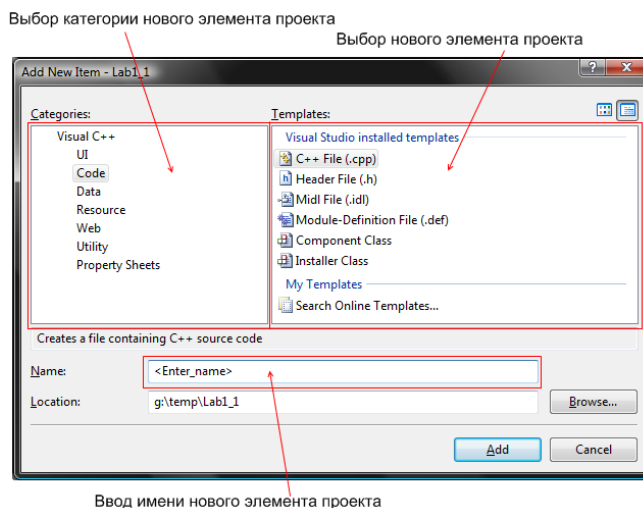 Выбор категории нового элемента проекта
Выбор нового элемента проекта
Add New Item - Lab1_1
Categories:
Templates:
Visual C++
UI
Code
Data
Resource
Web
Utility
Property Sheets
Visual Studio installed templates
C++ File (.cpp)
Header File (.h)
Midl File (.idl)
Module-Definition File (.def)
Component Class
Installer Class
My Templates
Search Online Templates...
Creates a file containing C++ source code
Name:
<Enter_name>
Location:
g:\temp\Lab1_1
Browse...
Add
Cancel
Ввод имени нового элемента проекта